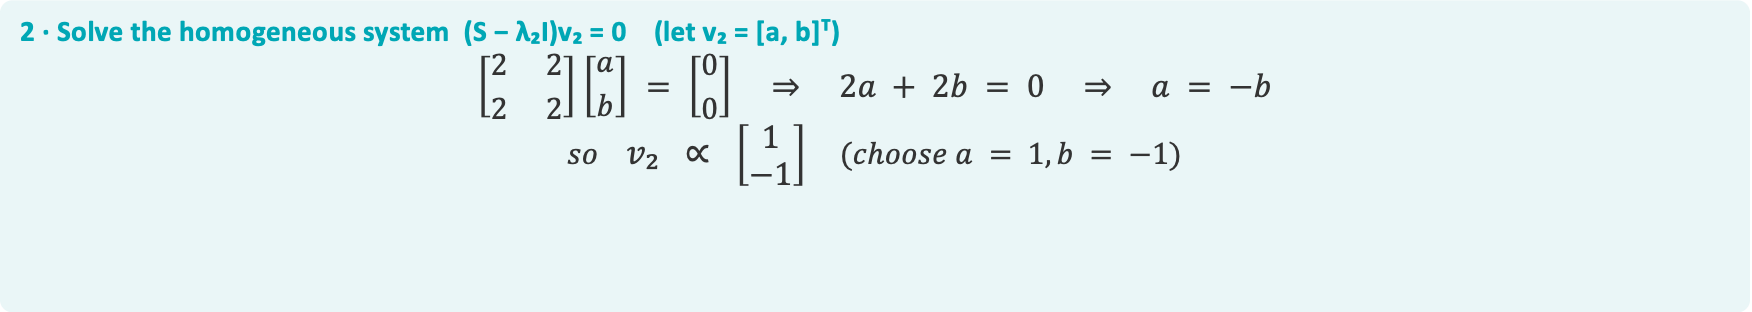 2 · Solve the homogeneous system (S − λ₂I)v₂ = 0 (let v₂ = [a, b]ᵀ)
[2 2; 2 2] [a; b] = [0; 0] ⇒ 2a + 2b = 0 ⇒ a = −b
so v₂ ∝ [1; −1] (choose a = 1, b = −1)